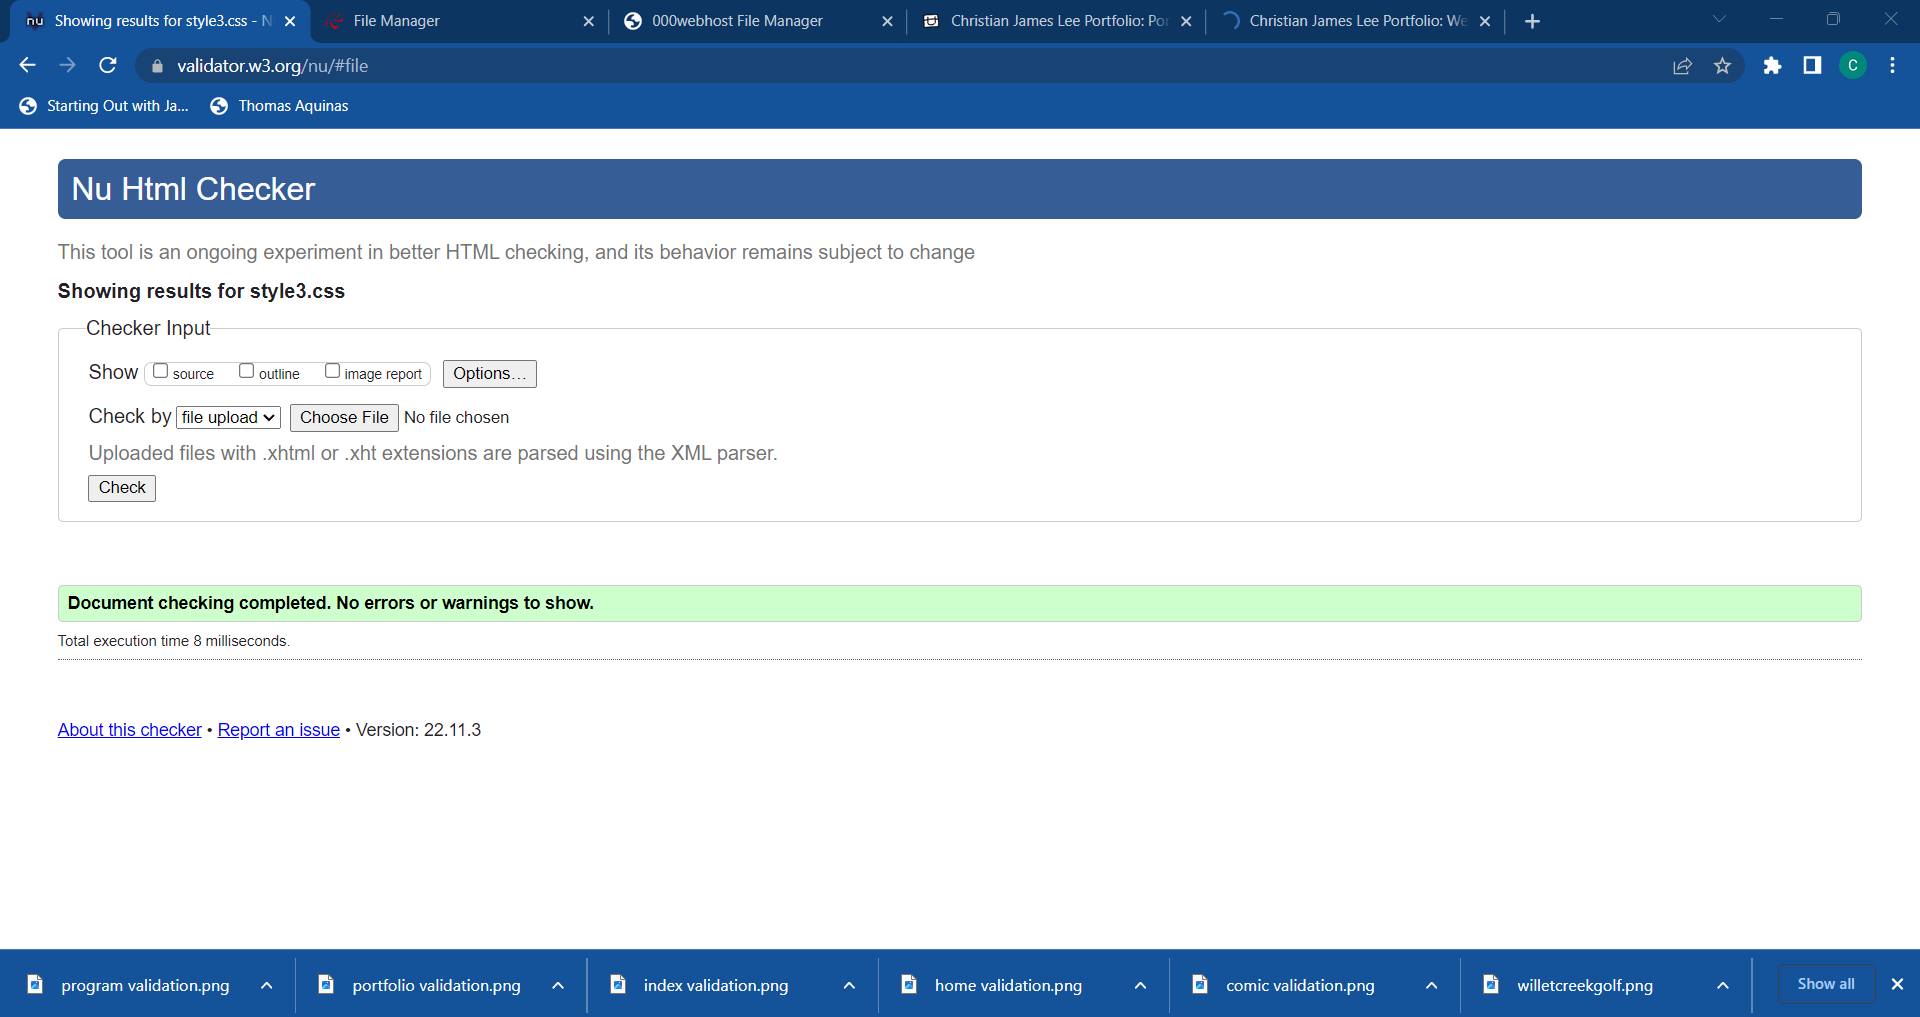 Showing results for style3.css - N
File Manager
000webhost File Manager
Christian James Lee Portfolio: Por
Christian James Lee Portfolio: We
validator.w3.org/nu/#file
C
Starting Out with Ja...
Thomas Aquinas
Nu Html Checker
This tool is an ongoing experiment in better HTML checking, and its behavior remains subject to change
Showing results for style3.css
Checker Input
Show source outline image report Options...
Check by file upload Choose File No file chosen
Uploaded files with .xhtml or .xht extensions are parsed using the XML parser.
Check
Document checking completed. No errors or warnings to show.
Total execution time 8 milliseconds.
About this checker • Report an issue • Version: 22.11.3
program validation.png
portfolio validation.png
index validation.png
home validation.png
comic validation.png
willetcreekgolf.png
Show all